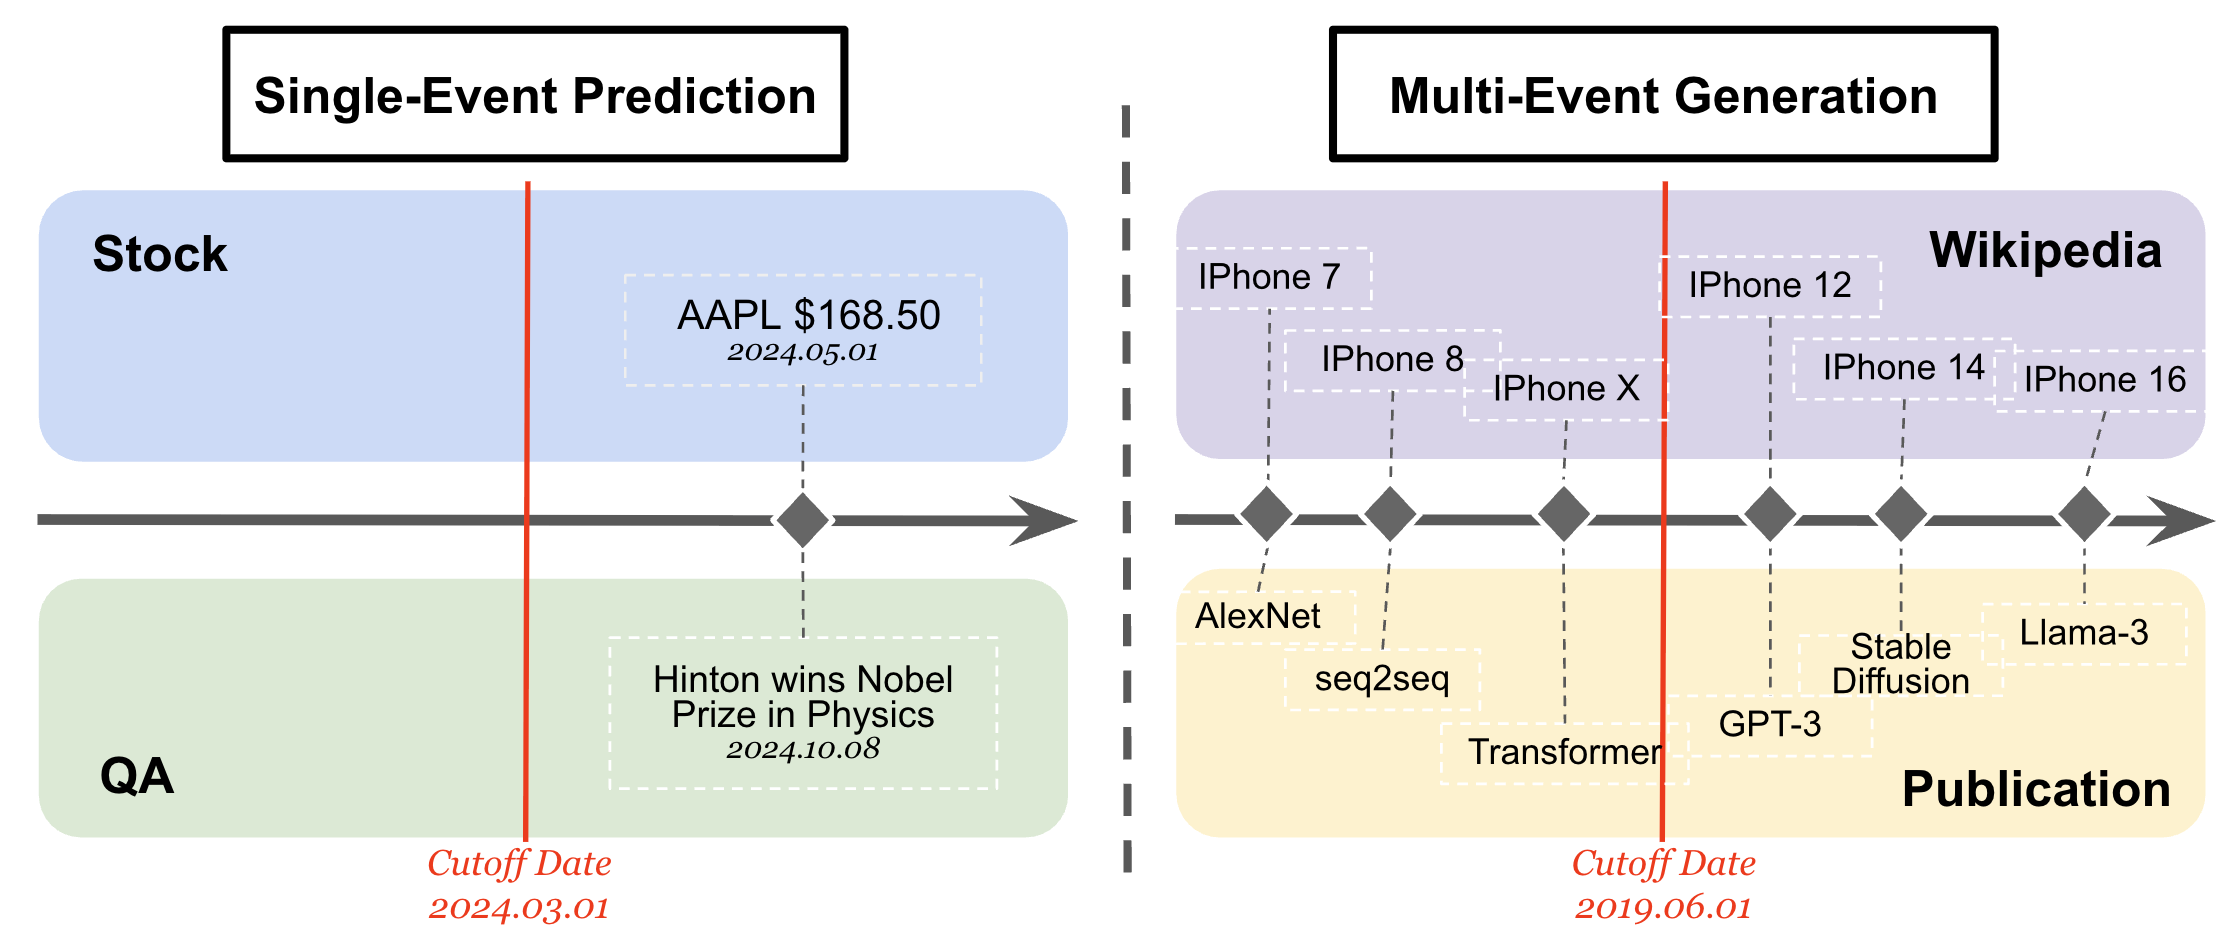 Single-Event Prediction
Stock
AAPL $168.50
2024.05.01
Hinton wins Nobel
Prize in Physics
2024.10.08
QA
Cutoff Date
2024.03.01
Multi-Event Generation
Wikipedia
IPhone 7
IPhone 8
IPhone X
IPhone 12
IPhone 14
IPhone 16
AlexNet
seq2seq
Transformer
GPT-3
Stable
Diffusion
Llama-3
Publication
Cutoff Date
2019.06.01